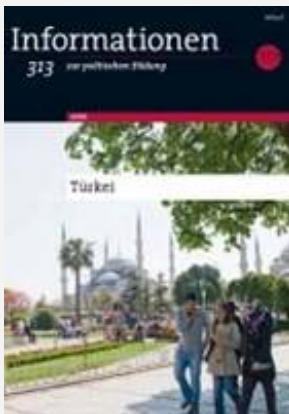 Informationen
313 zur politischen Bildung
Türkei